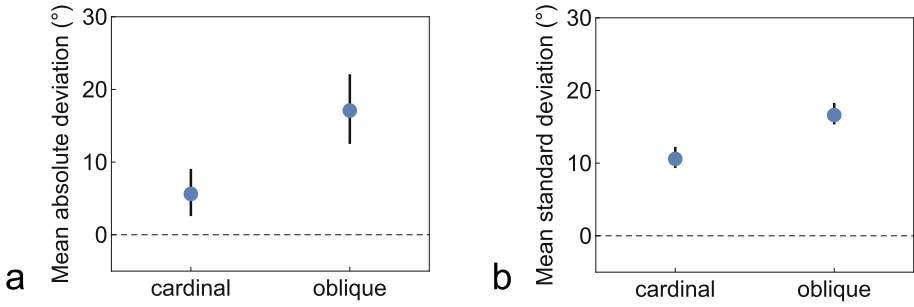 a
Mean absolute deviation (°)
30
20
10
0
cardinal oblique
b
Mean standard deviation (°)
30
20
10
0
cardinal oblique